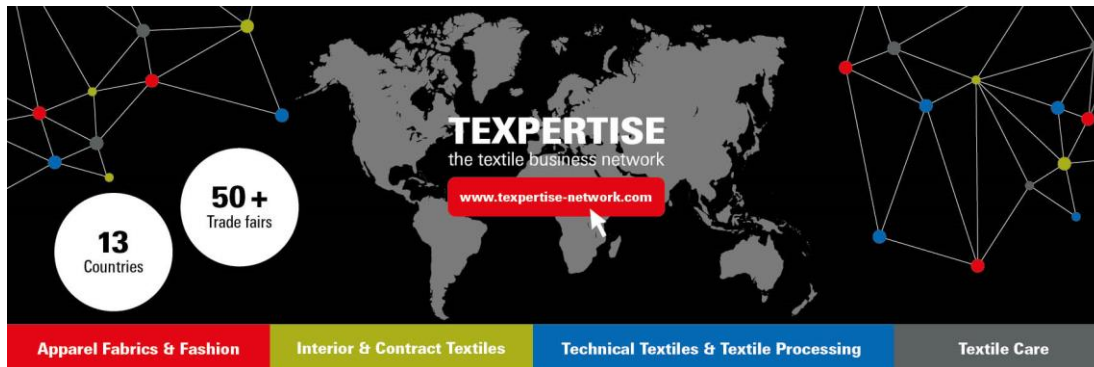 TEXPERTISE
the textile business network
www.texpertise-network.com
50 +
Trade fairs
13
Countries
Apparel Fabrics & Fashion
Interior & Contract Textiles
Technical Textiles & Textile Processing
Textile Care